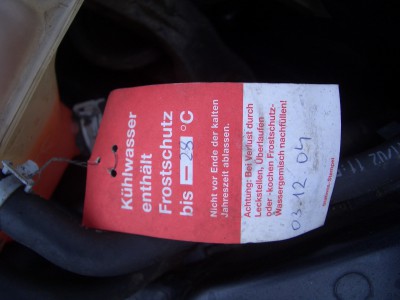 Kühlwasser
enthält
Frostschutz
bis – 28 °C
Nicht vor Ende der kalten
Jahreszeit ablassen.
Achtung: Bei Verlust durch
Leckstellen, Überlaufen
oder -kochen Frostschutz-
Wassergemisch nachfüllen!
03.12 04